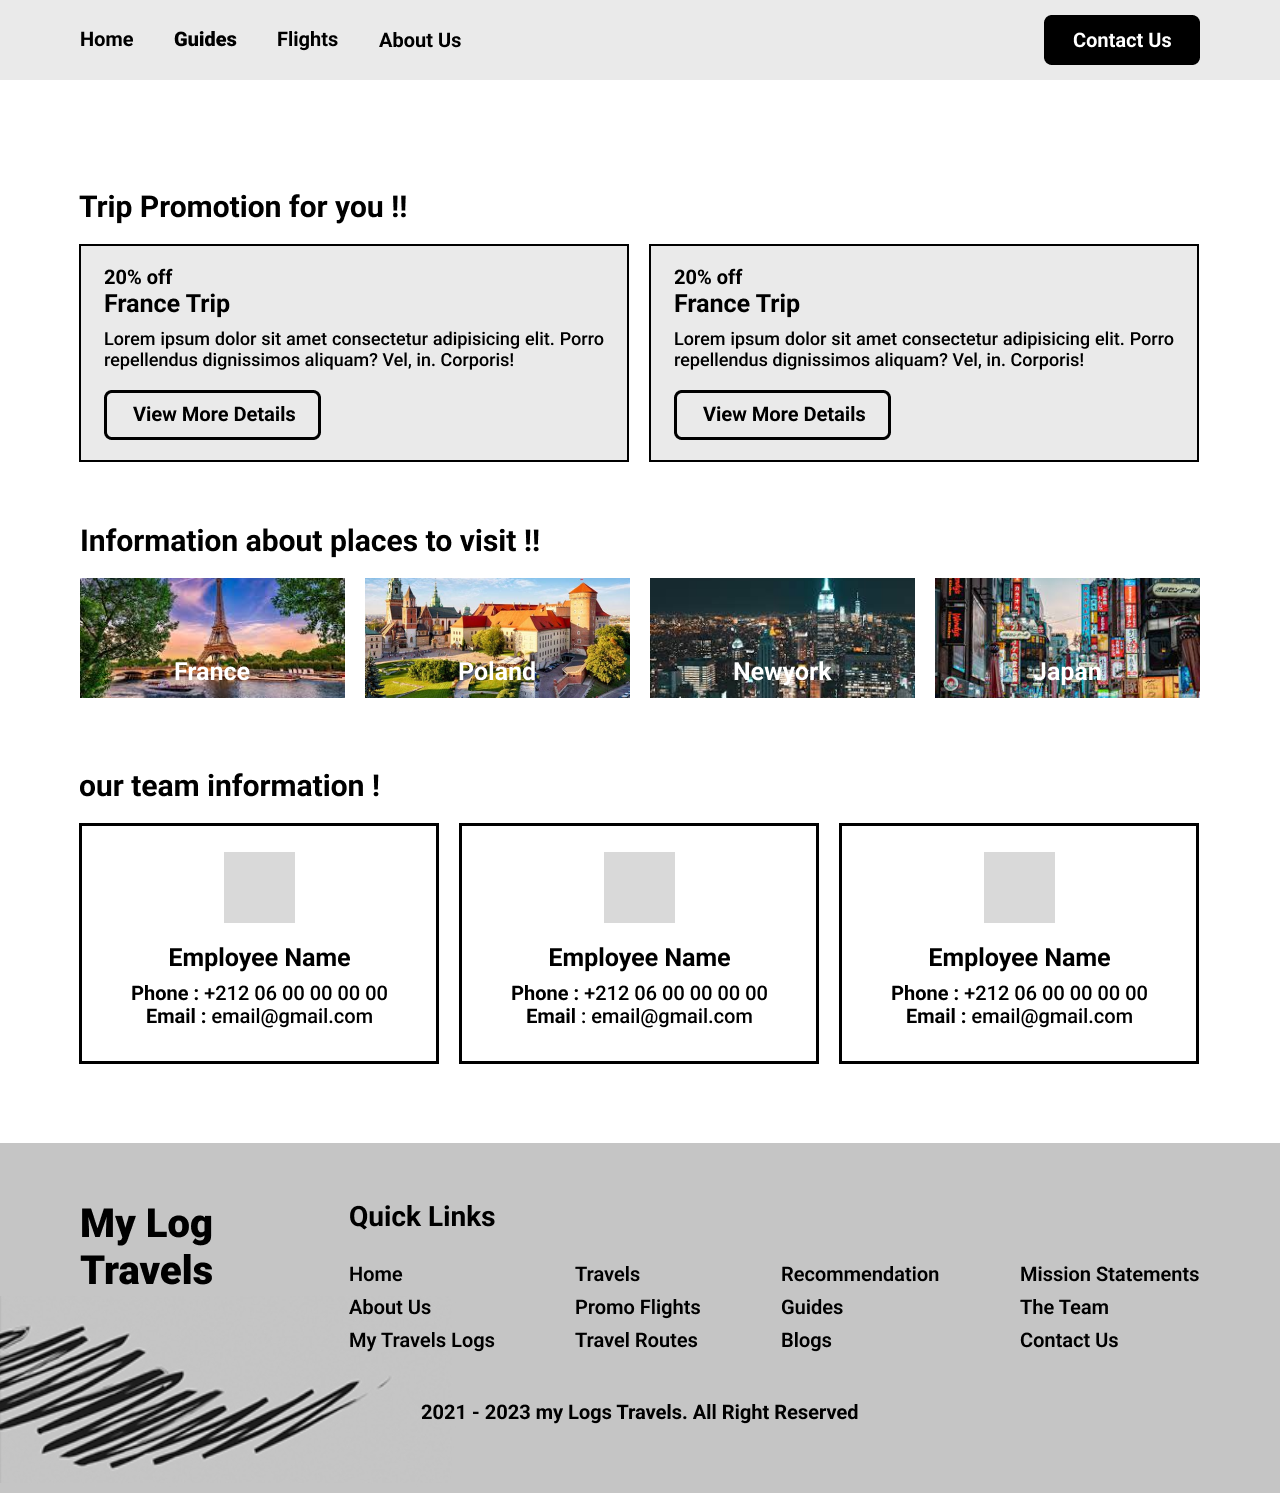 Home Guides Flights About Us Contact Us
Trip Promotion for you !!
20% off
France Trip
Lorem ipsum dolor sit amet consectetur adipisicing elit. Porro
repellendus dignissimos aliquam? Vel, in. Corporis!
View More Details
20% off
France Trip
Lorem ipsum dolor sit amet consectetur adipisicing elit. Porro
repellendus dignissimos aliquam? Vel, in. Corporis!
View More Details
Information about places to visit !!
France
Poland
Newyork
Japan
our team information !
Employee Name
Phone : +212 06 00 00 00 00
Email : email@gmail.com
Employee Name
Phone : +212 06 00 00 00 00
Email : email@gmail.com
Employee Name
Phone : +212 06 00 00 00 00
Email : email@gmail.com
My Log
Travels
Quick Links
Home
About Us
My Travels Logs
Travels
Promo Flights
Travel Routes
Recommendation
Guides
Blogs
Mission Statements
The Team
Contact Us
2021 - 2023 my Logs Travels. All Right Reserved